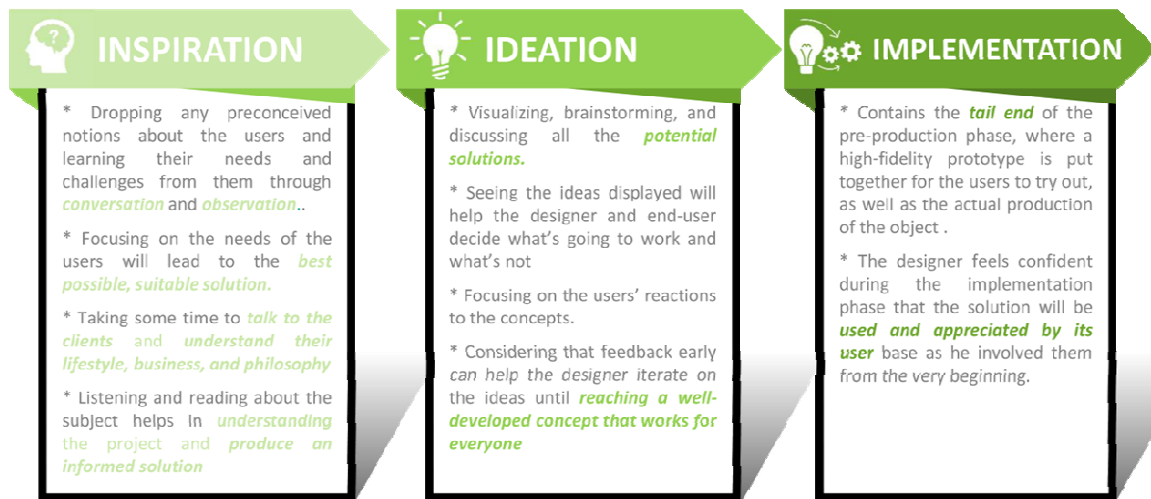 INSPIRATION
* Dropping any preconceived
notions about the users and
learning their needs and
challenges from them through
conversation and observation..
* Focusing on the needs of the
users will lead to the best
possible, suitable solution.
* Taking some time to talk to the
clients and understand their
lifestyle, business, and philosophy
* Listening and reading about the
subject helps in understanding
the project and produce an
informed solution
IDEATION
* Visualizing, brainstorming, and
discussing all the potential
solutions.
* Seeing the ideas displayed will
help the designer and end-user
decide what's going to work and
what's not
* Focusing on the users' reactions
to the concepts.
* Considering that feedback early
can help the designer iterate on
the ideas until reaching a well-
developed concept that works for
everyone
IMPLEMENTATION
* Contains the tail end of the
pre-production phase, where a
high-fidelity prototype is put
together for the users to try out,
as well as the actual production
of the object .
* The designer feels confident
during the implementation
phase that the solution will be
used and appreciated by its
user base as he involved them
from the very beginning.